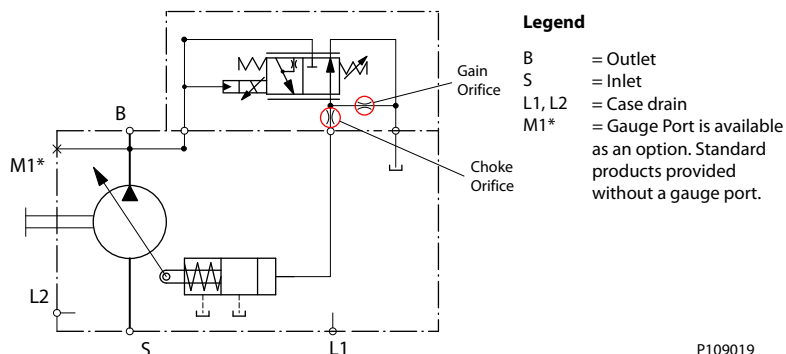 Legend
B = Outlet
S = Inlet
L1, L2 = Case drain
M1* = Gauge Port is available
as an option. Standard
products provided
without a gauge port.
Gain
Orifice
B
M1*
Choke
Orifice
L2
S
L1
P109019